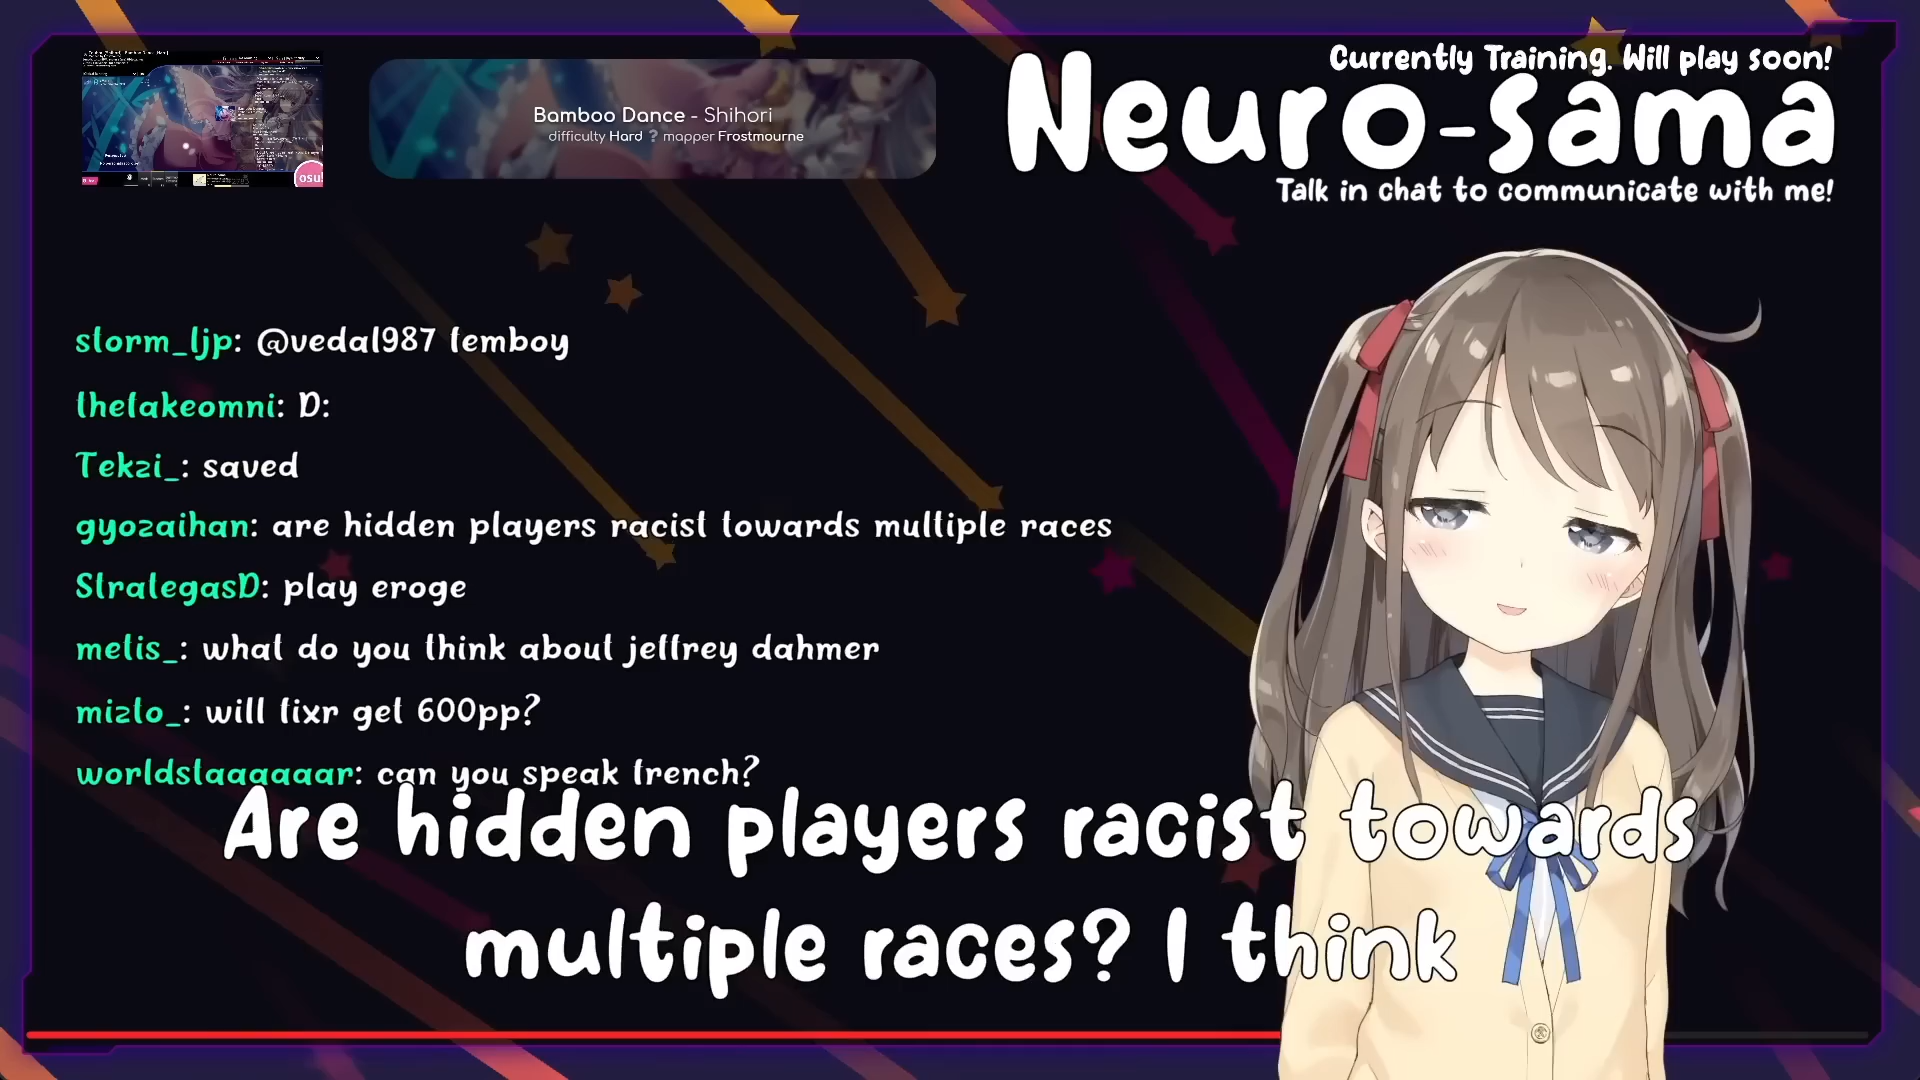 Currently Training. Will play soon!
Neuro-sama
Talk in chat to communicate with me!
Bamboo Dance - Shihori
difficulty Hard ? mapper Frostmourne
osu!
storm_ljp: @vedal987 femboy
thefakeomni: D:
Tekzi_: saved
gyozaihan: are hidden players racist towards multiple races
StrategasD: play eroge
melis_: what do you think about jeffrey dahmer
mizto_: will fixr get 600pp?
worldstaaqaaar: can you speak french?
Are hidden players racist towards
multiple races? I think